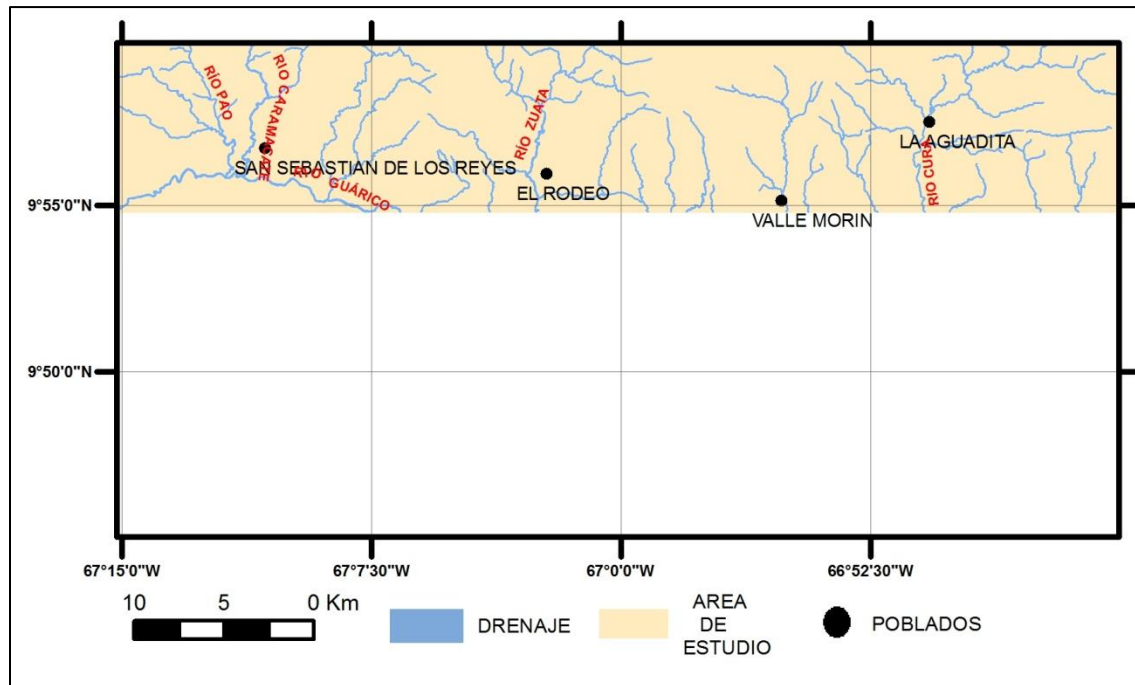 RÍO PAO
RIO CARAMACATE
RÍO ZUATA
LA AGUADITA
SAN SEBASTIAN DE LOS REYES
RÍO GUÁRICO
EL RODEO
RIO CURA
9°55'0"N
VALLE MORIN
9°50'0"N
67°15'0"W
67°7'30"W
67°0'0"W
66°52'30"W
10 5 0 Km
DRENAJE
AREA
DE
ESTUDIO
POBLADOS